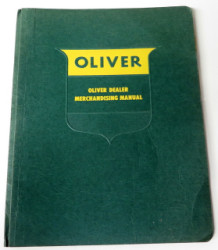 OLIVER
OLIVER DEALER
MERCHANDISING MANUAL